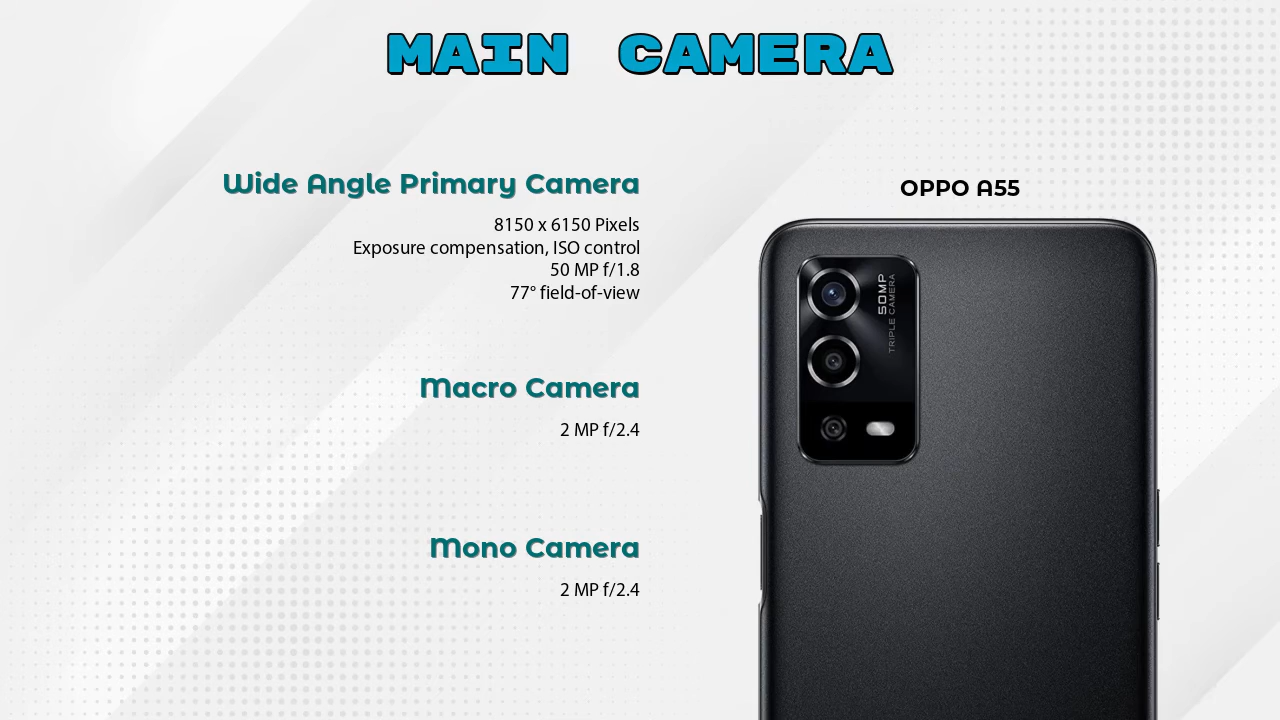 MAIN CAMERA
Wide Angle Primary Camera
8150 x 6150 Pixels
Exposure compensation, ISO control
50 MP f/1.8
77° field-of-view
Macro Camera
2 MP f/2.4
Mono Camera
2 MP f/2.4
OPPO A55
50MP
TRIPLE CAMERA